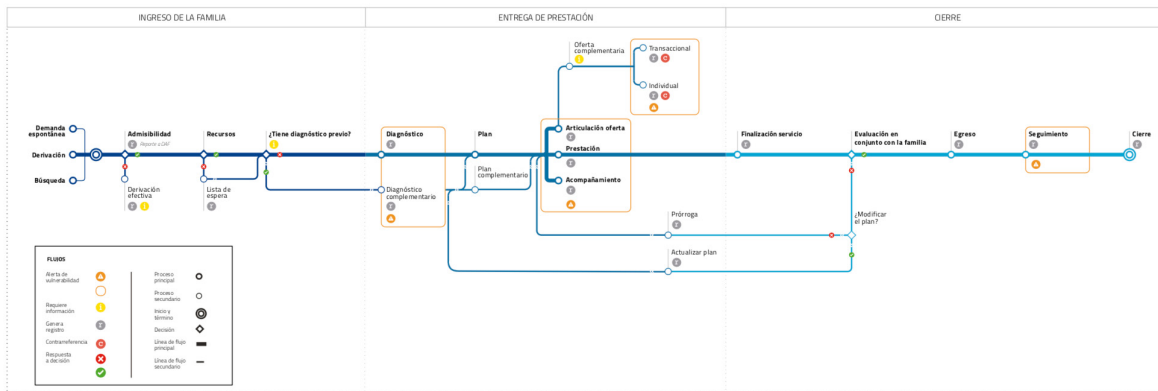 INGRESO DE LA FAMILIA
ENTREGA DE PRESTACIÓN
CIERRE
Demanda
espontánea
Derivación
Búsqueda
Admisibilidad
Reporte a OAF
Derivación
efectiva
Recursos
Lista de
espera
¿Tiene diagnóstico previo?
Diagnóstico
Diagnóstico
complementario
Plan
Plan
complementario
Oferta
complementaria
Transaccional
Individual
Articulación oferta
Prestación
Acompañamiento
Prórroga
Actualizar plan
Finalización servicio
Evaluación en
conjunto con la familia
¿Modificar
el plan?
Egreso
Seguimiento
Cierre
FLUJOS
Alerta de
vulnerabilidad
Requiere
información
Genera
registro
Contrarreferencia
Respuesta
a decisión
Proceso
principal
Proceso
secundario
Inicio y
término
Decisión
Línea de flujo
principal
Línea de flujo
secundario